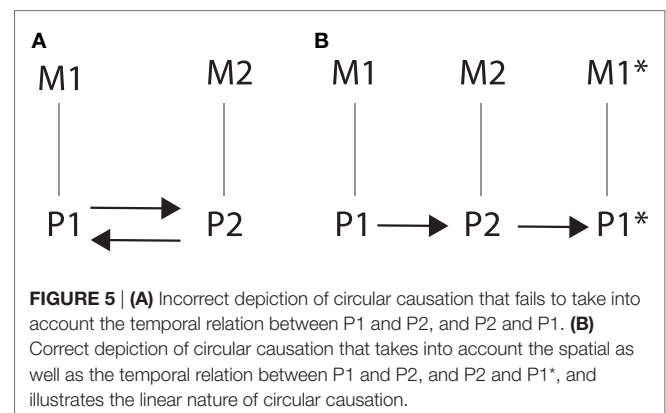 A
B
M1 M2 M1 M2 M1*
P1 P2 P1 P2 P1*
FIGURE 5 | (A) Incorrect depiction of circular causation that fails to take into
account the temporal relation between P1 and P2, and P2 and P1. (B)
Correct depiction of circular causation that takes into account the spatial as
well as the temporal relation between P1 and P2, and P2 and P1*, and
illustrates the linear nature of circular causation.